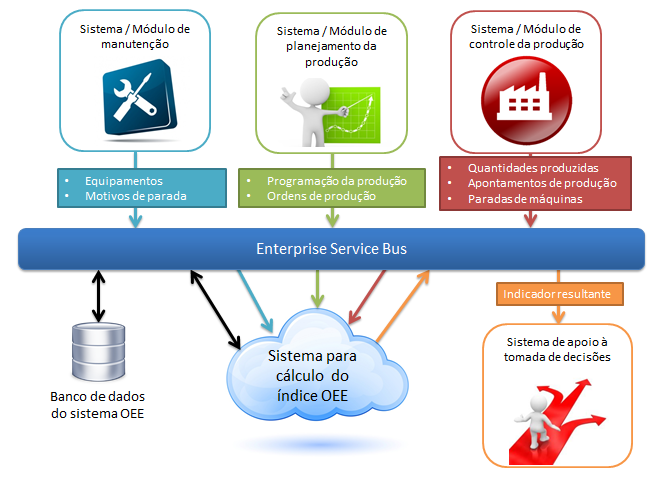 Sistema / Módulo de
manutenção
Sistema / Módulo de
planejamento da
produção
Sistema / Módulo de
controle da produção
• Equipamentos
• Motivos de parada
• Programação da produção
• Ordens de produção
• Quantidades produzidas
• Apontamentos de produção
• Paradas de máquinas
Enterprise Service Bus
Indicador resultante
Banco de dados
do sistema OEE
Sistema para
cálculo do
índice OEE
Sistema de apoio à
tomada de decisões